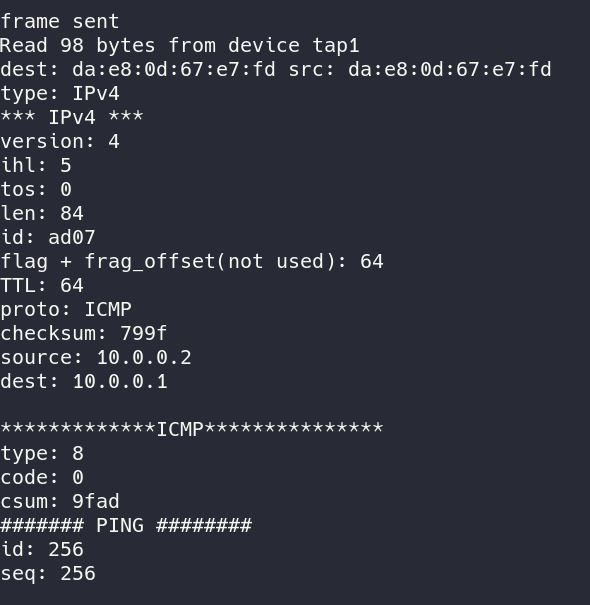 frame sent
Read 98 bytes from device tap1
dest: da:e8:0d:67:e7:fd src: da:e8:0d:67:e7:fd
type: IPv4
*** IPv4 ***
version: 4
ihl: 5
tos: 0
len: 84
id: ad07
flag + frag_offset(not used): 64
TTL: 64
proto: ICMP
checksum: 799f
source: 10.0.0.2
dest: 10.0.0.1
*************ICMP***************
type: 8
code: 0
csum: 9fad
####### PING ########
id: 256
seq: 256